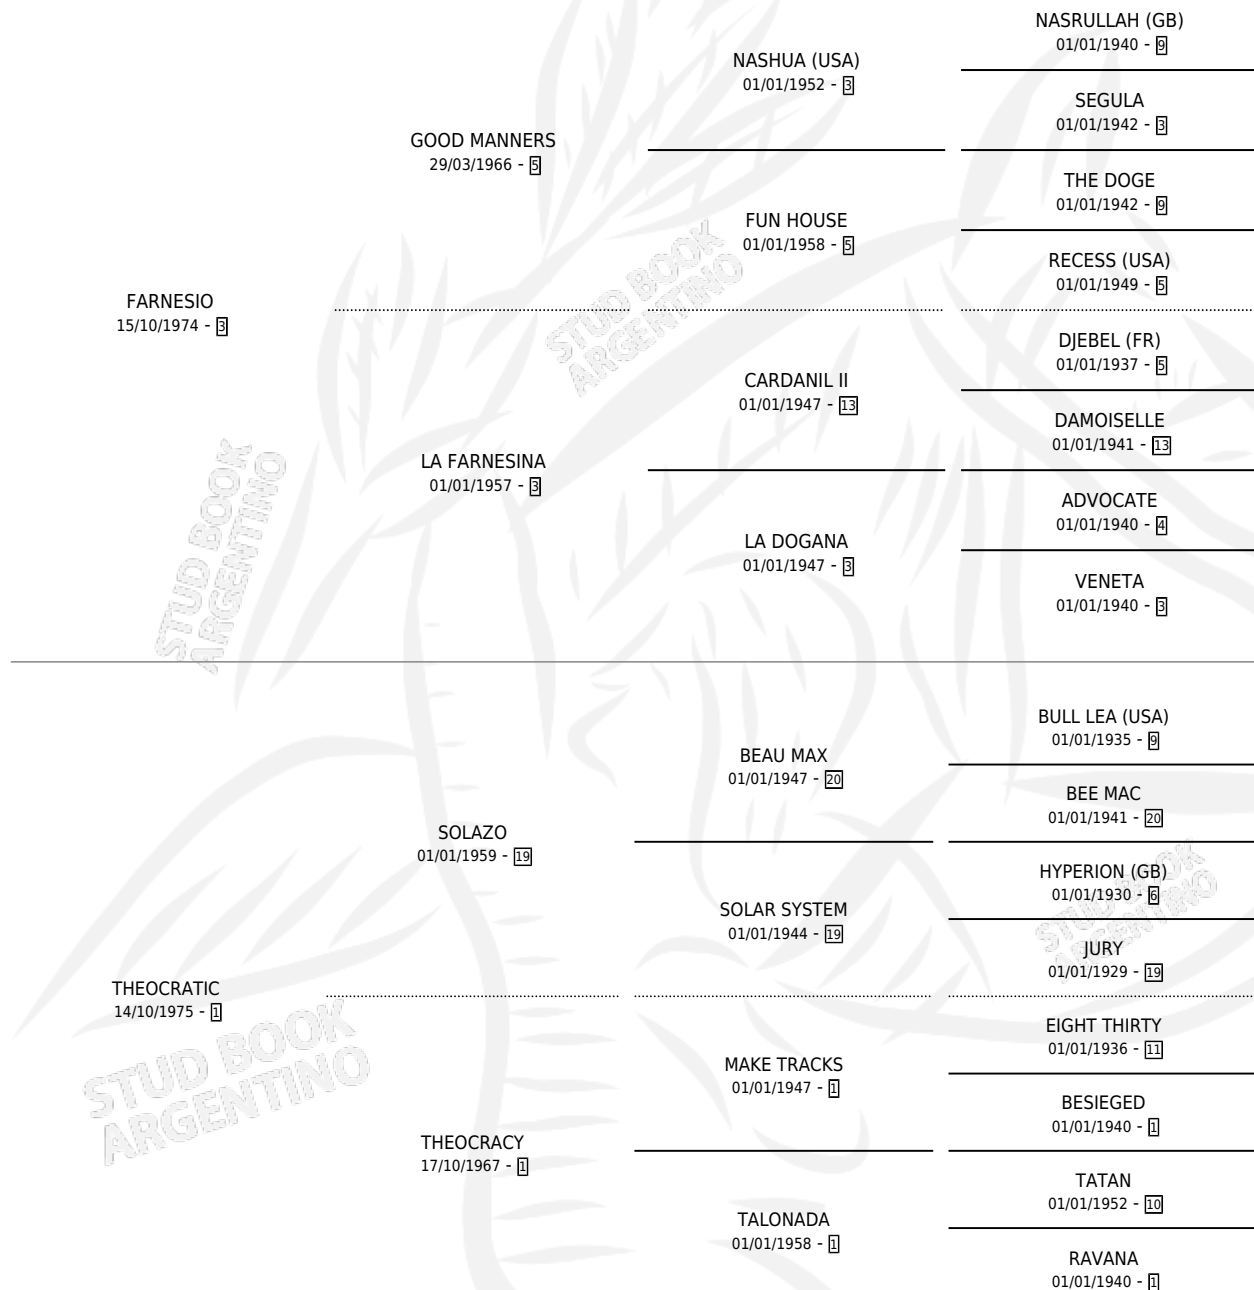 NASRULLAH (GB)
01/01/1940 - 9
NASHUA (USA)
01/01/1952 - 3
SEGULA
01/01/1942 - 3
GOOD MANNERS
29/03/1966 - 5
THE DOGE
01/01/1942 - 9
FUN HOUSE
01/01/1958 - 5
RECESS (USA)
01/01/1949 - 5
FARNESIO
15/10/1974 - 3
DJEBEL (FR)
01/01/1937 - 5
CARDANIL II
01/01/1947 - 13
DAMOISELLE
01/01/1941 - 13
LA FARNESINA
01/01/1957 - 3
ADVOCATE
01/01/1940 - 4
LA DOGANA
01/01/1947 - 3
VENETA
01/01/1940 - 3
BULL LEA (USA)
01/01/1935 - 9
BEAU MAX
01/01/1947 - 20
BEE MAC
01/01/1941 - 20
SOLAZO
01/01/1959 - 19
HYPERION (GB)
01/01/1930 - 6
SOLAR SYSTEM
01/01/1944 - 19
JURY
01/01/1929 - 19
THEOCRATIC
14/10/1975 - 1
EIGHT THIRTY
01/01/1936 - 11
MAKE TRACKS
01/01/1947 - 1
BESIEGED
01/01/1940 - 1
THEOCRACY
17/10/1967 - 1
TATAN
01/01/1952 - 10
TALONADA
01/01/1958 - 1
RAVANA
01/01/1940 - 1
STUD BOOK
ARGENTINO
STUD BOOK
ARGENTINO
STUD BOOK
ARGENTINO
STUD BOOK
ARGENTINO